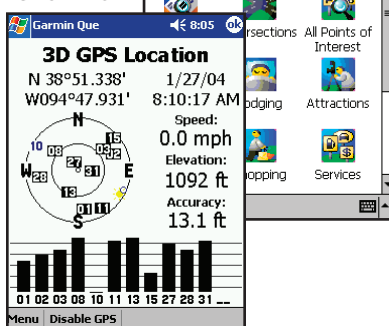 Garmin Que 8:05 ok
3D GPS Location
N 38°51.338' 1/27/04
W094°47.931' 8:10:17 AM
Speed:
0.0 mph
Elevation:
1092 ft
Accuracy:
13.1 ft
N
15
10 08 03 02
27
W 28 31 E
13
01 11
S
01 02 03 08 10 11 13 15 27 28 31 __
Menu Disable GPS
All Points of
Interest
Attractions
Services